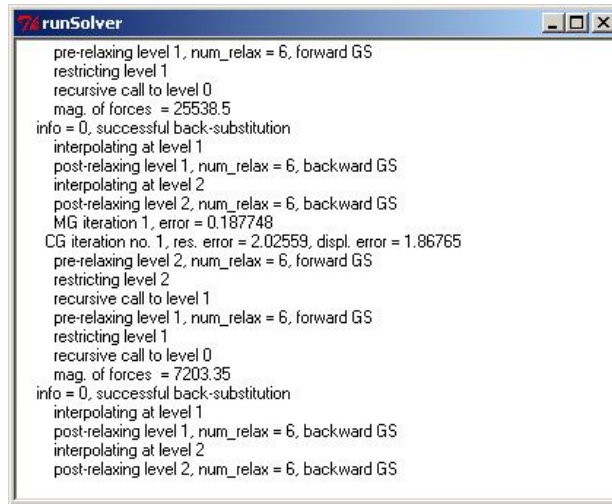 runSolver
pre-relaxing level 1, num_relax = 6, forward GS
restricting level 1
recursive call to level 0
mag. of forces = 25538.5
info = 0, successful back-substitution
interpolating at level 1
post-relaxing level 1, num_relax = 6, backward GS
interpolating at level 2
post-relaxing level 2, num_relax = 6, backward GS
MG iteration 1, error = 0.187748
CG iteration no. 1, res. error = 2.02559, displ. error = 1.86765
pre-relaxing level 2, num_relax = 6, forward GS
restricting level 2
recursive call to level 1
pre-relaxing level 1, num_relax = 6, forward GS
restricting level 1
recursive call to level 0
mag. of forces = 7203.35
info = 0, successful back-substitution
interpolating at level 1
post-relaxing level 1, num_relax = 6, backward GS
interpolating at level 2
post-relaxing level 2, num_relax = 6, backward GS